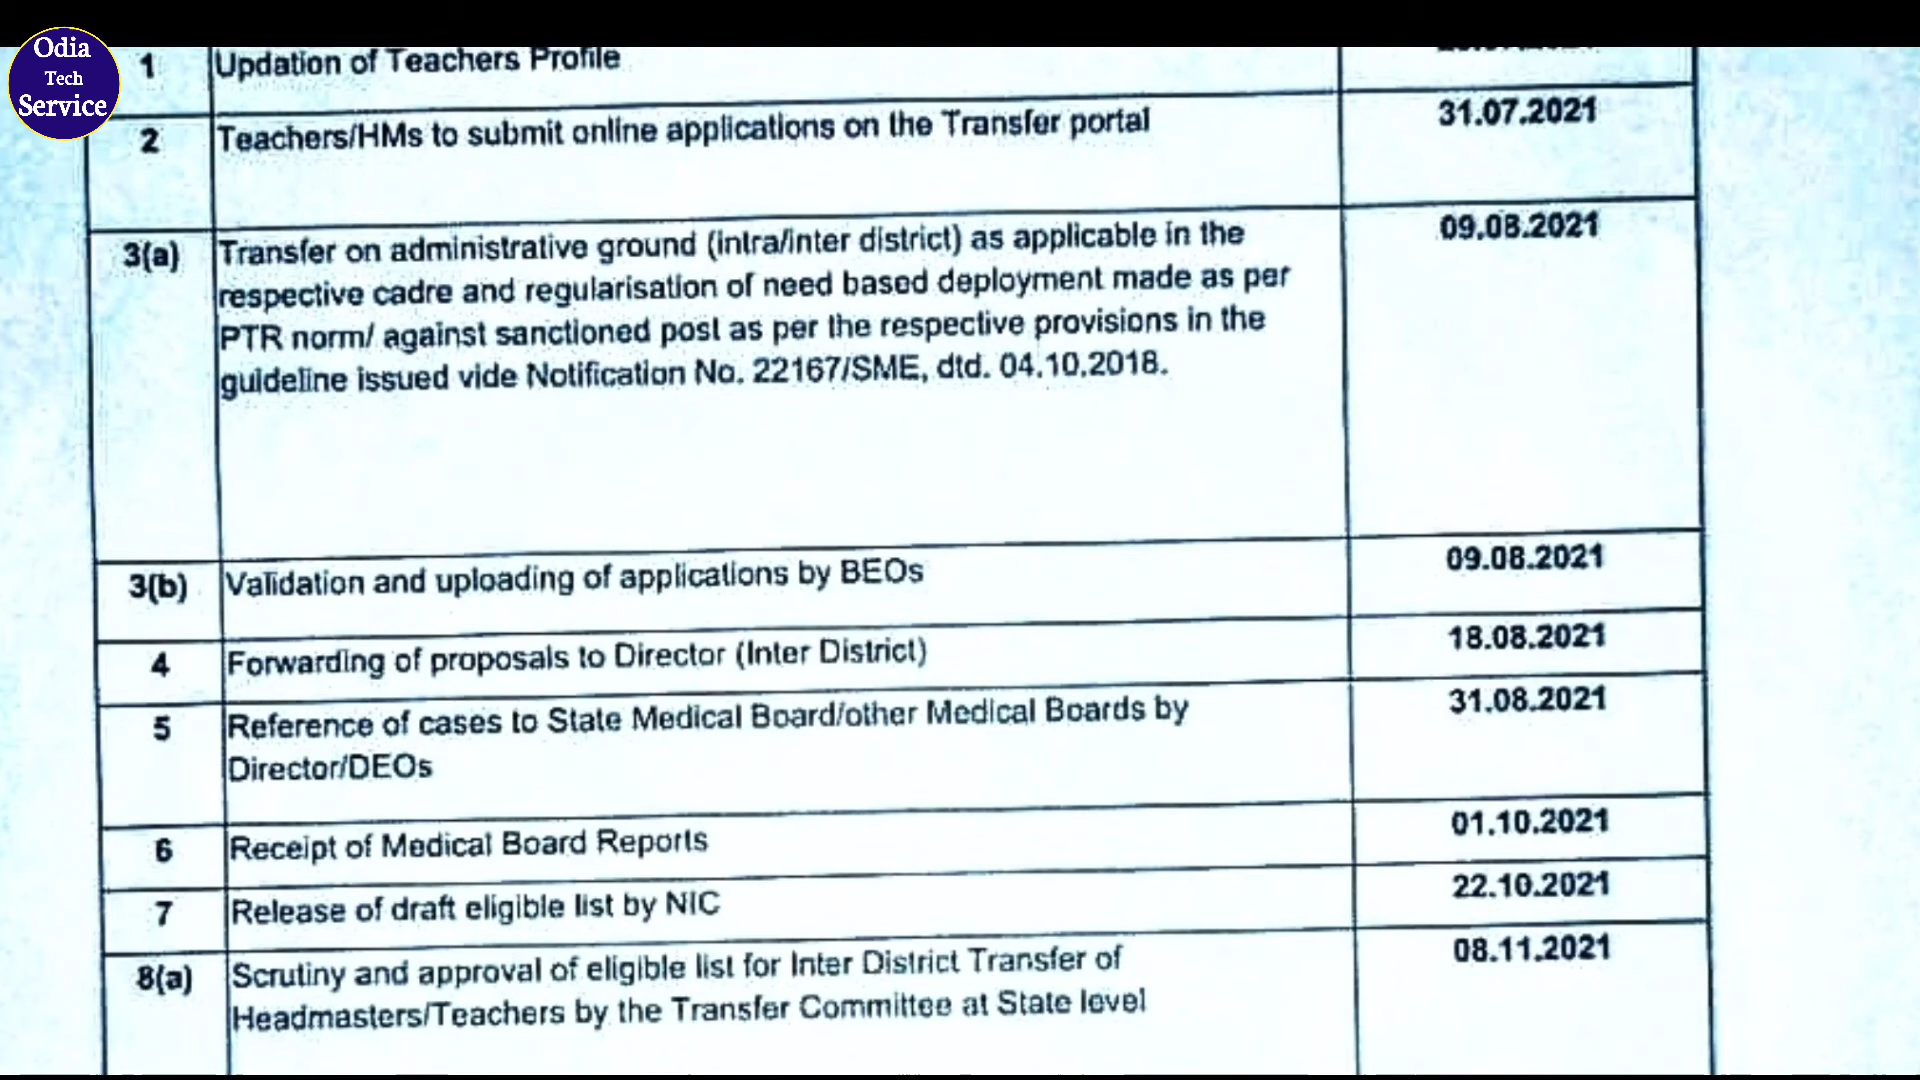 Odia
Tech
Service
1 Updation of Teachers Profile
2 Teachers/HMs to submit online applications on the Transfer portal 31.07.2021
3(a) Transfer on administrative ground (intra/inter district) as applicable in the 09.08.2021
respective cadre and regularisation of need based deployment made as per
PTR norm/ against sanctioned post as per the respective provisions in the
guideline issued vide Notification No. 22167/SME, dtd. 04.10.2018.
3(b) Validation and uploading of applications by BEOs 09.08.2021
4 Forwarding of proposals to Director (Inter District) 18.08.2021
5 Reference of cases to State Medical Board/other Medical Boards by 31.08.2021
Director/DEOs
6 Receipt of Medical Board Reports 01.10.2021
7 Release of draft eligible list by NIC 22.10.2021
8(a) Scrutiny and approval of eligible list for Inter District Transfer of 08.11.2021
Headmasters/Teachers by the Transfer Committee at State level